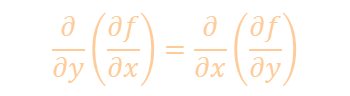 ∂/∂y (∂f/∂x) = ∂/∂x (∂f/∂y)